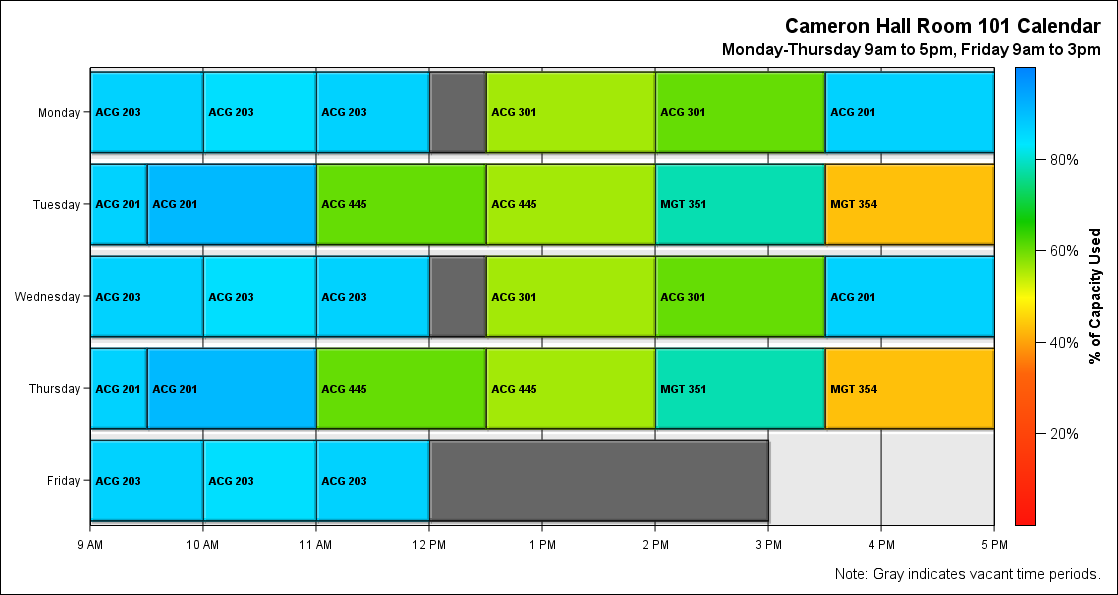 Cameron Hall Room 101 Calendar
Monday-Thursday 9am to 5pm, Friday 9am to 3pm
Monday
ACG 203
ACG 203
ACG 203
ACG 301
ACG 301
ACG 201
Tuesday
ACG 201
ACG 201
ACG 445
ACG 445
MGT 351
MGT 354
Wednesday
ACG 203
ACG 203
ACG 203
ACG 301
ACG 301
ACG 201
Thursday
ACG 201
ACG 201
ACG 445
ACG 445
MGT 351
MGT 354
Friday
ACG 203
ACG 203
ACG 203
9 AM
10 AM
11 AM
12 PM
1 PM
2 PM
3 PM
4 PM
5 PM
80%
60%
40%
20%
% of Capacity Used
Note: Gray indicates vacant time periods.